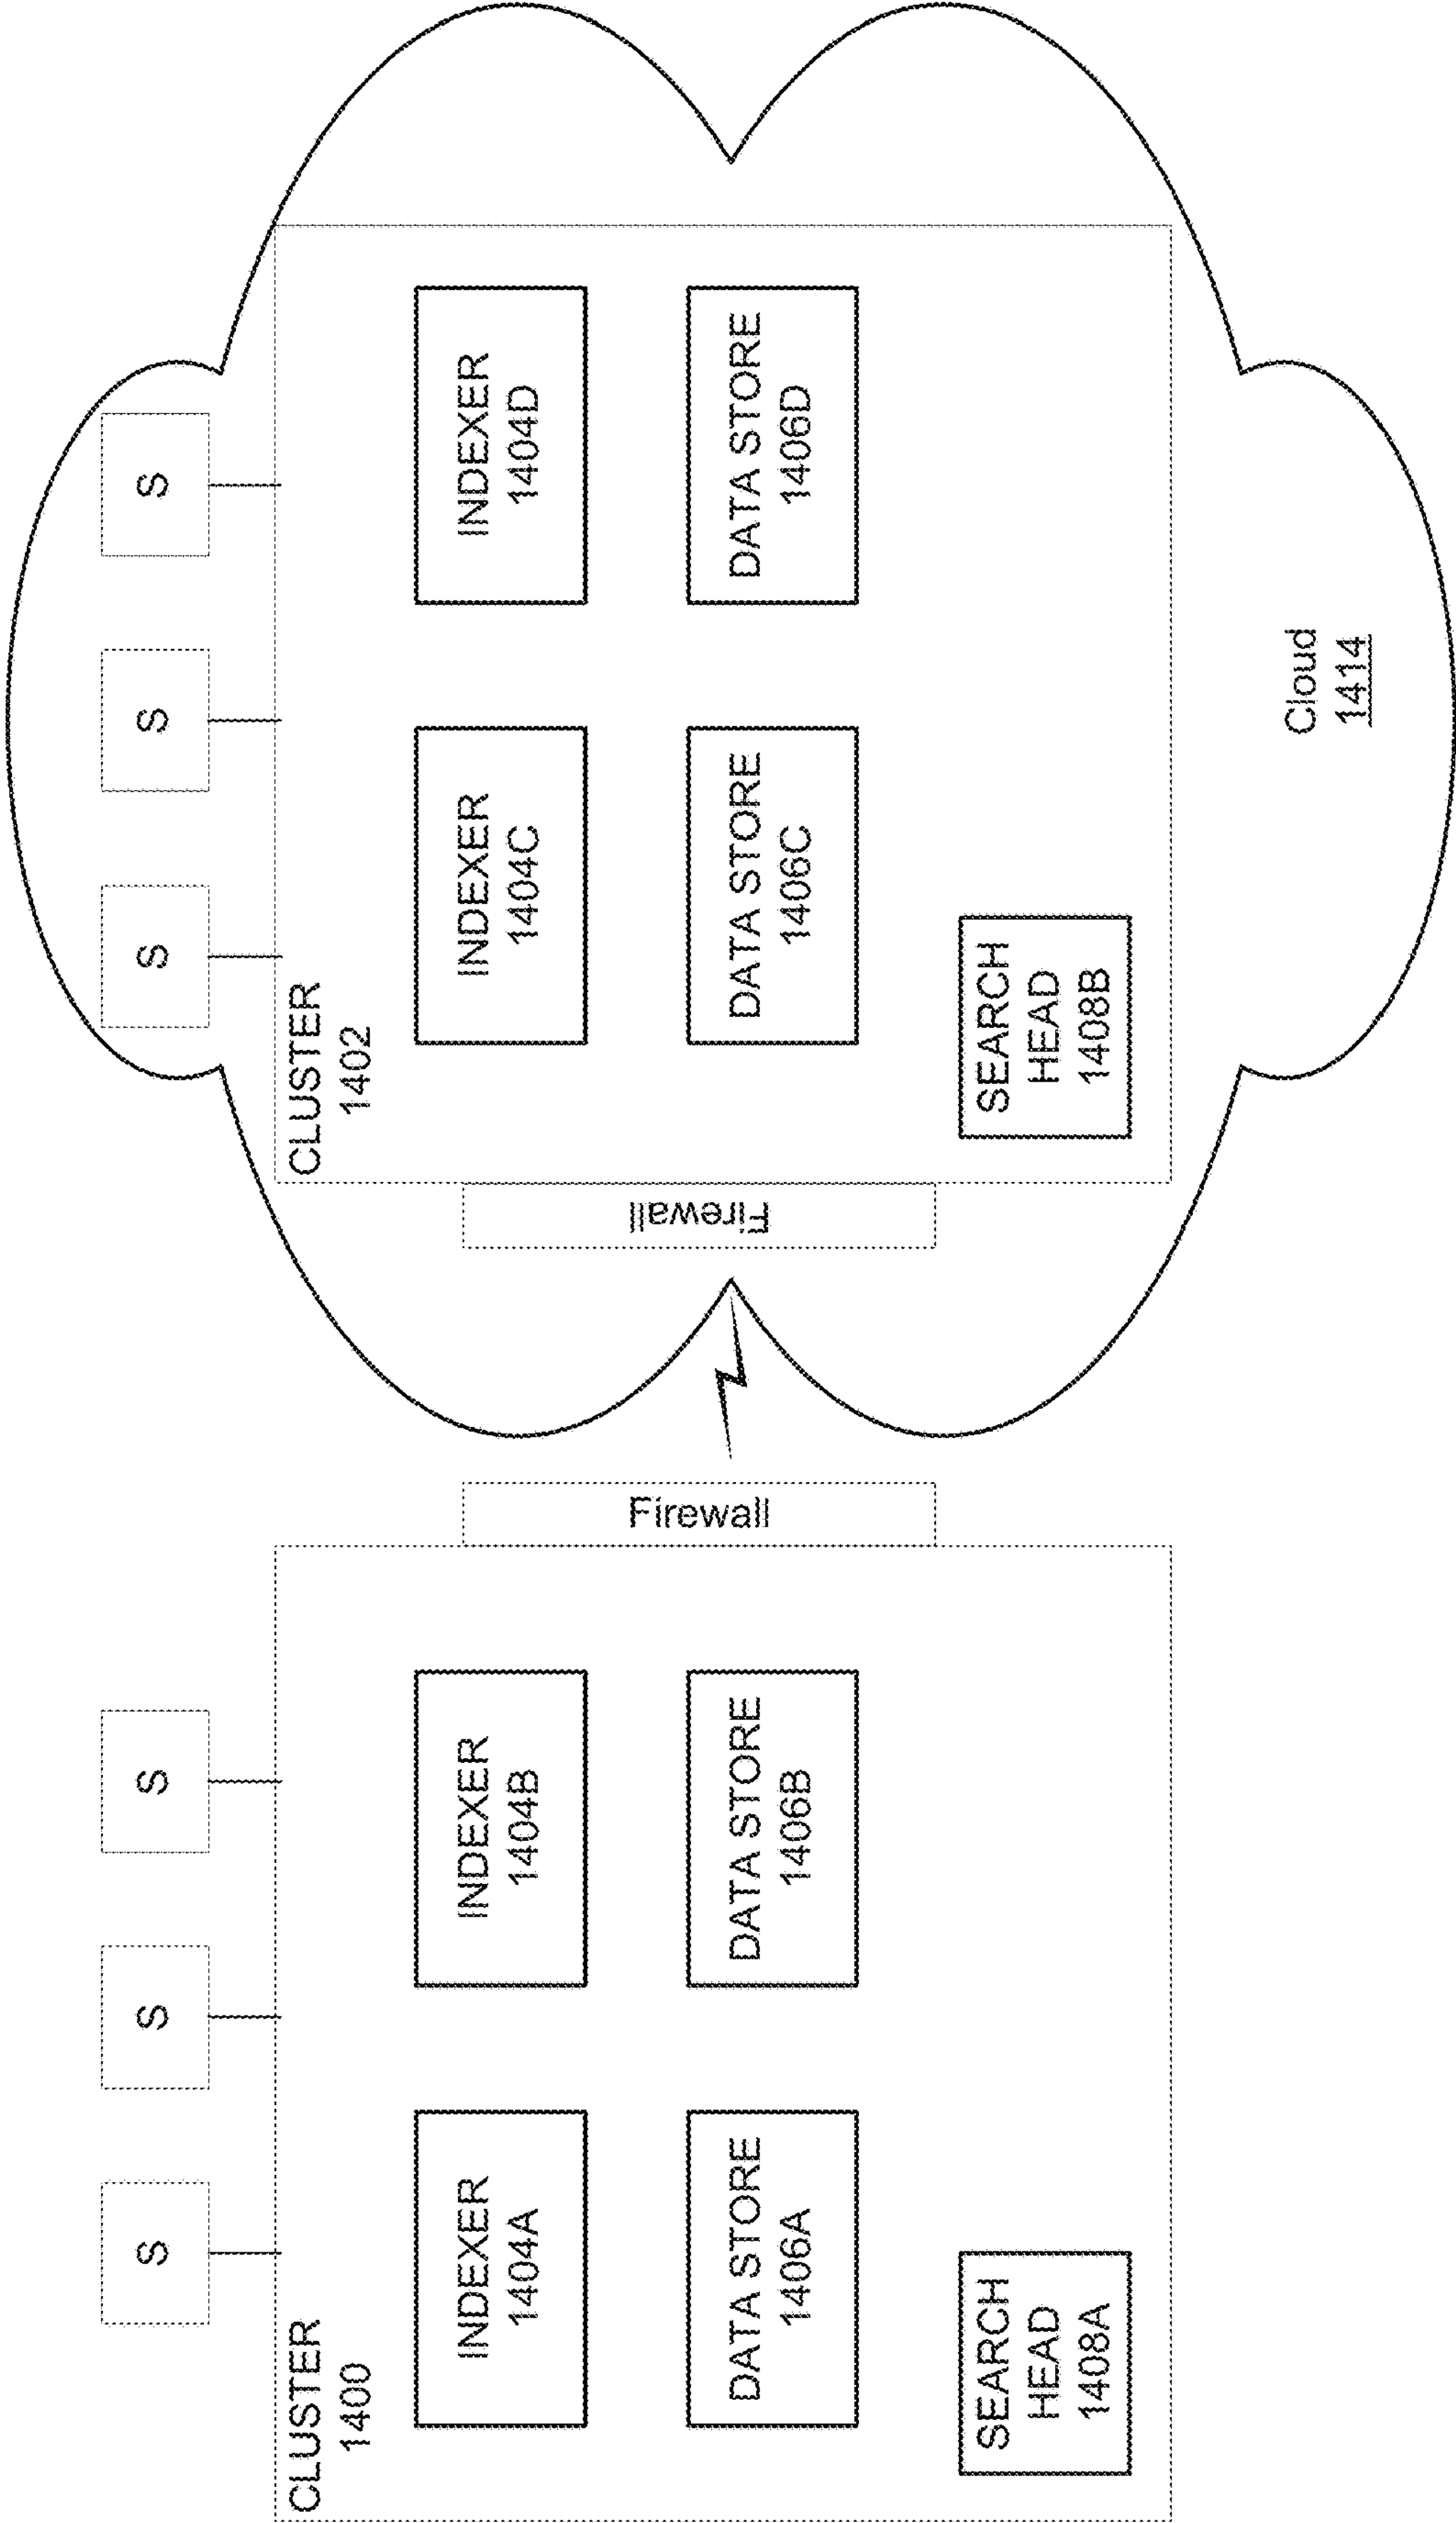 S
S
S
S
S
S
CLUSTER
1400
INDEXER
1404A
INDEXER
1404B
DATA STORE
1406A
DATA STORE
1406B
SEARCH
HEAD
1408A
Firewall
Firewall
CLUSTER
1402
INDEXER
1404C
INDEXER
1404D
DATA STORE
1406C
DATA STORE
1406D
SEARCH
HEAD
1408B
Cloud
1414